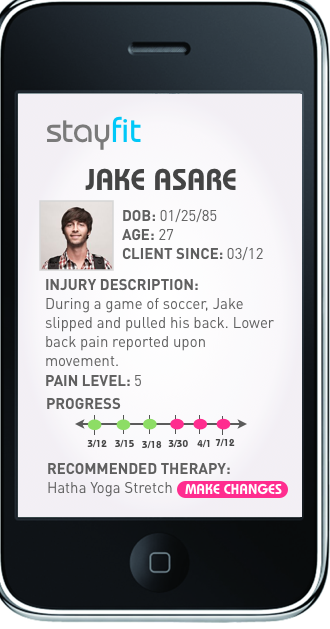 stayfit
JAKE ASARE
DOB: 01/25/85
AGE: 27
CLIENT SINCE: 03/12
INJURY DESCRIPTION:
During a game of soccer, Jake
slipped and pulled his back. Lower
back pain reported upon
movement.
PAIN LEVEL: 5
PROGRESS
3/12 3/15 3/18 3/30 4/1 7/12
RECOMMENDED THERAPY:
Hatha Yoga Stretch MAKE CHANGES